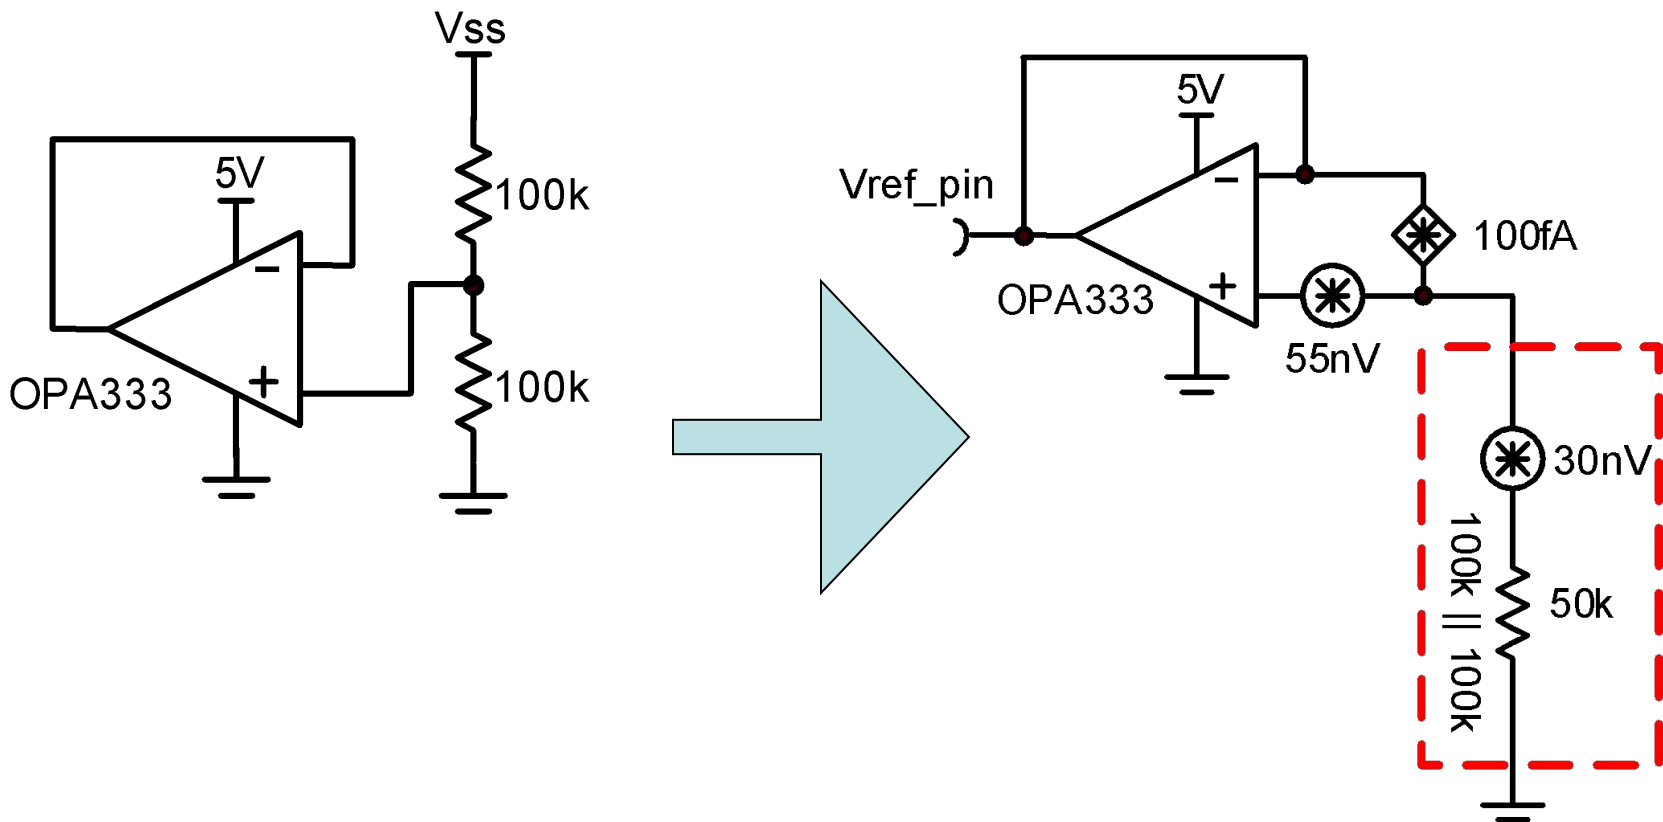 Vss
100k
5V
-
+
100k
OPA333
5V
Vref_pin
-
100fA
+
OPA333
55nV
30nV
100k || 100k
50k